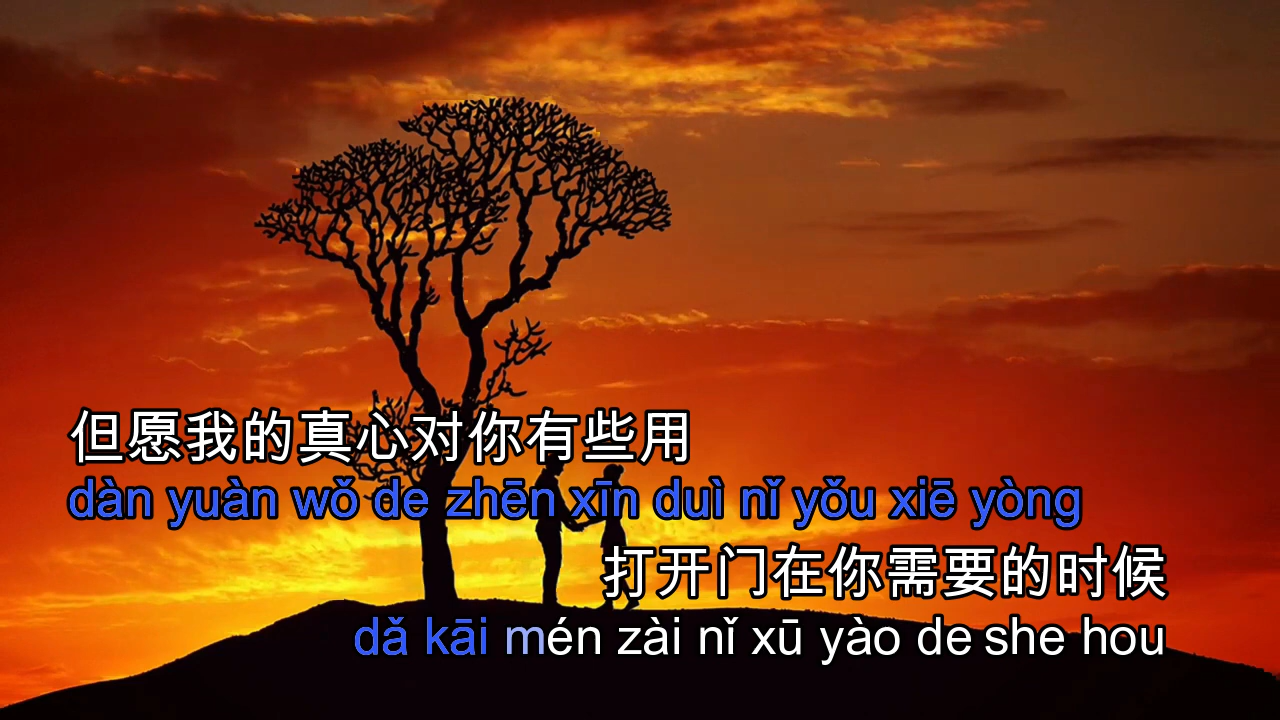 但愿我的真心对你有些用
dàn yuàn wǒ de zhēn xīn duì nǐ yǒu xiē yòng
打开门在你需要的时候
dǎ kāi mén zài nǐ xū yào de she hou